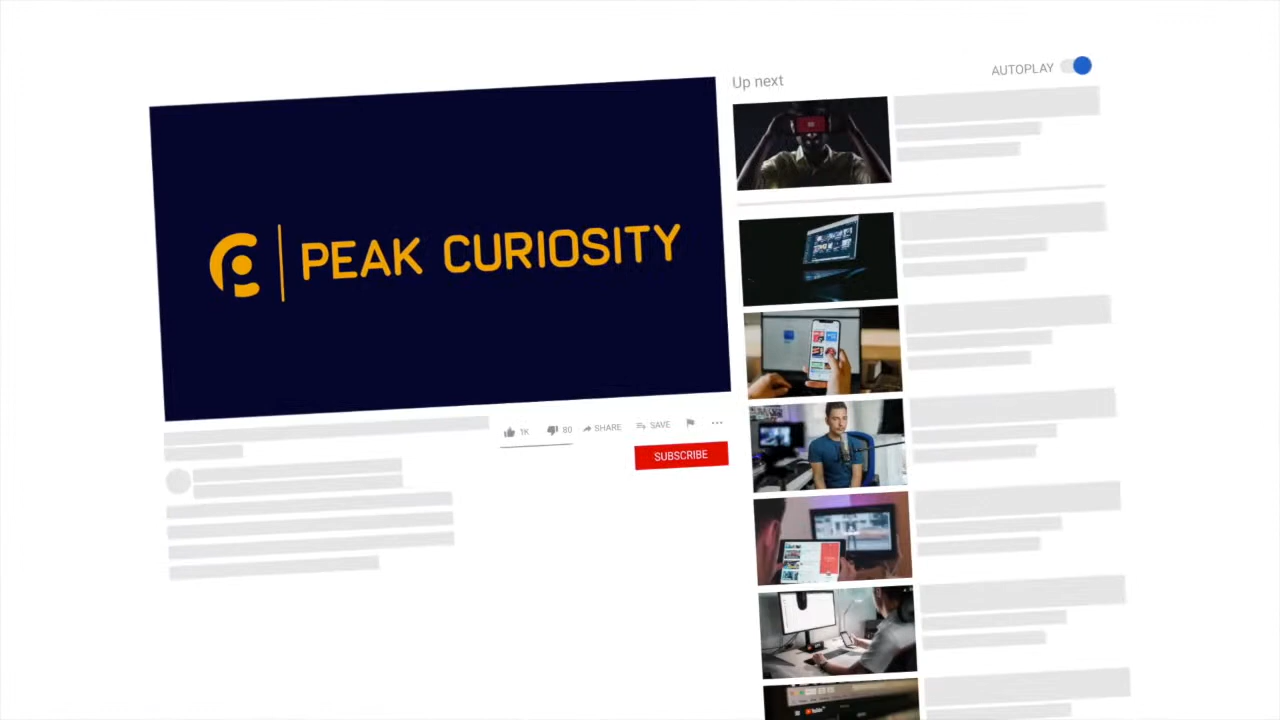 PEAK CURIOSITY
Up next
AUTOPLAY
1K
80
SHARE
SAVE
SUBSCRIBE